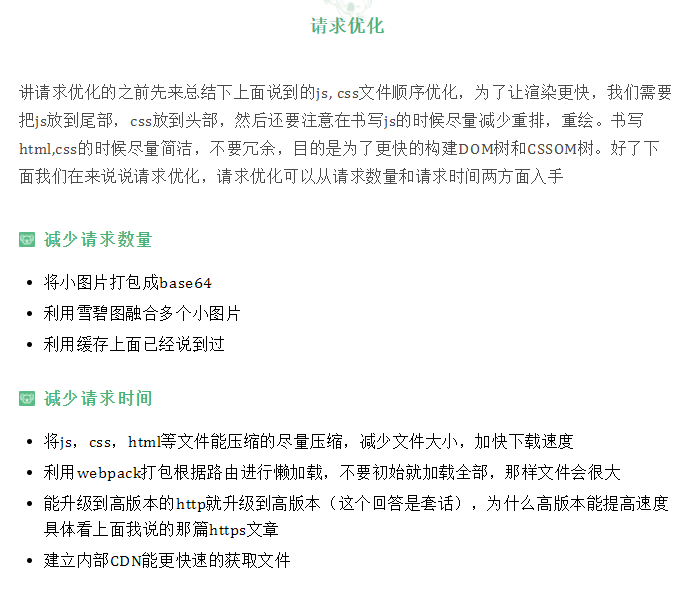 请求优化
讲请求优化的之前先来总结下上面说到的js, css文件顺序优化，为了让渲染更快，我们需要
把js放到尾部，css放到头部，然后还要注意在书写js的时候尽量减少重排，重绘。书写
html,css的时候尽量简洁，不要冗余，目的是为了更快的构建DOM树和CSSOM树。好了下
面我们在来说说请求优化，请求优化可以从请求数量和请求时间两方面入手
减少请求数量
• 将小图片打包成base64
• 利用雪碧图融合多个小图片
• 利用缓存上面已经说到过
减少请求时间
• 将js，css，html等文件能压缩的尽量压缩，减少文件大小，加快下载速度
• 利用webpack打包根据路由进行懒加载，不要初始就加载全部，那样文件会很大
• 能升级到高版本的http就升级到高版本（这个回答是套话），为什么高版本能提高速度
具体看上面我说的那篇https文章
• 建立内部CDN能更快速的获取文件